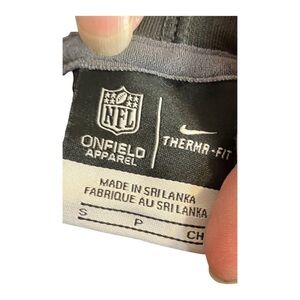 NFL
ONFIELD
APPAREL
THERMA-FIT
MADE IN SRI LANKA
FABRIQUE AU SRI LANKA
S P CH